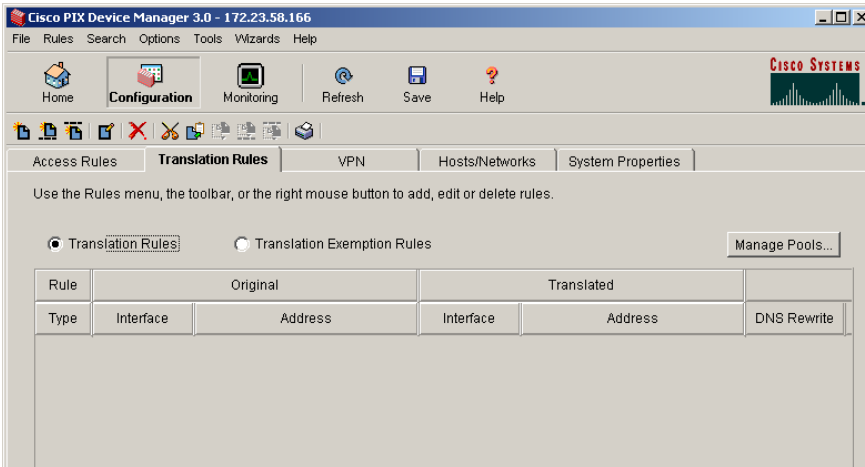 Cisco PIX Device Manager 3.0 - 172.23.58.166
File Rules Search Options Tools Wizards Help
Home Configuration Monitoring Refresh Save Help
CISCO SYSTEMS
Access Rules Translation Rules VPN Hosts/Networks System Properties
Use the Rules menu, the toolbar, or the right mouse button to add, edit or delete rules.
Translation Rules Translation Exemption Rules Manage Pools...
Rule Original Translated
Type Interface Address Interface Address DNS Rewrite